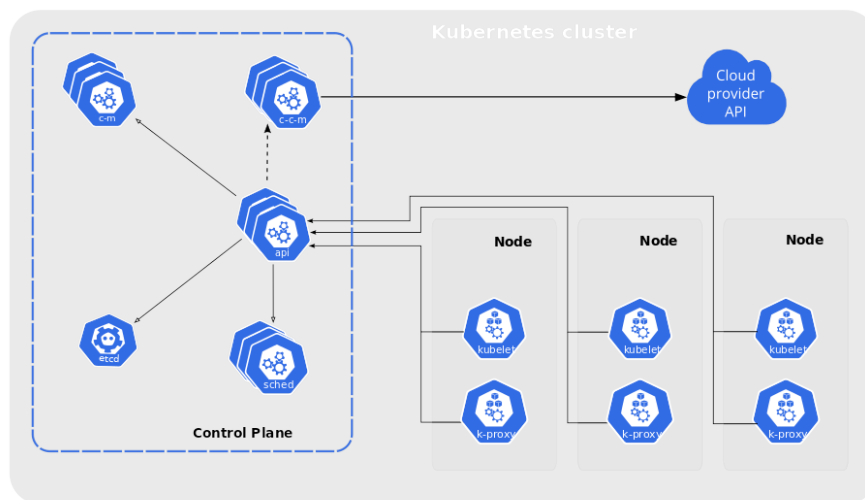 Kubernetes cluster
c-m
c-c-m
Cloud
provider
API
api
Node
Node
Node
etcd
sched
kubelet
kubelet
kubelet
k-proxy
k-proxy
k-proxy
Control Plane